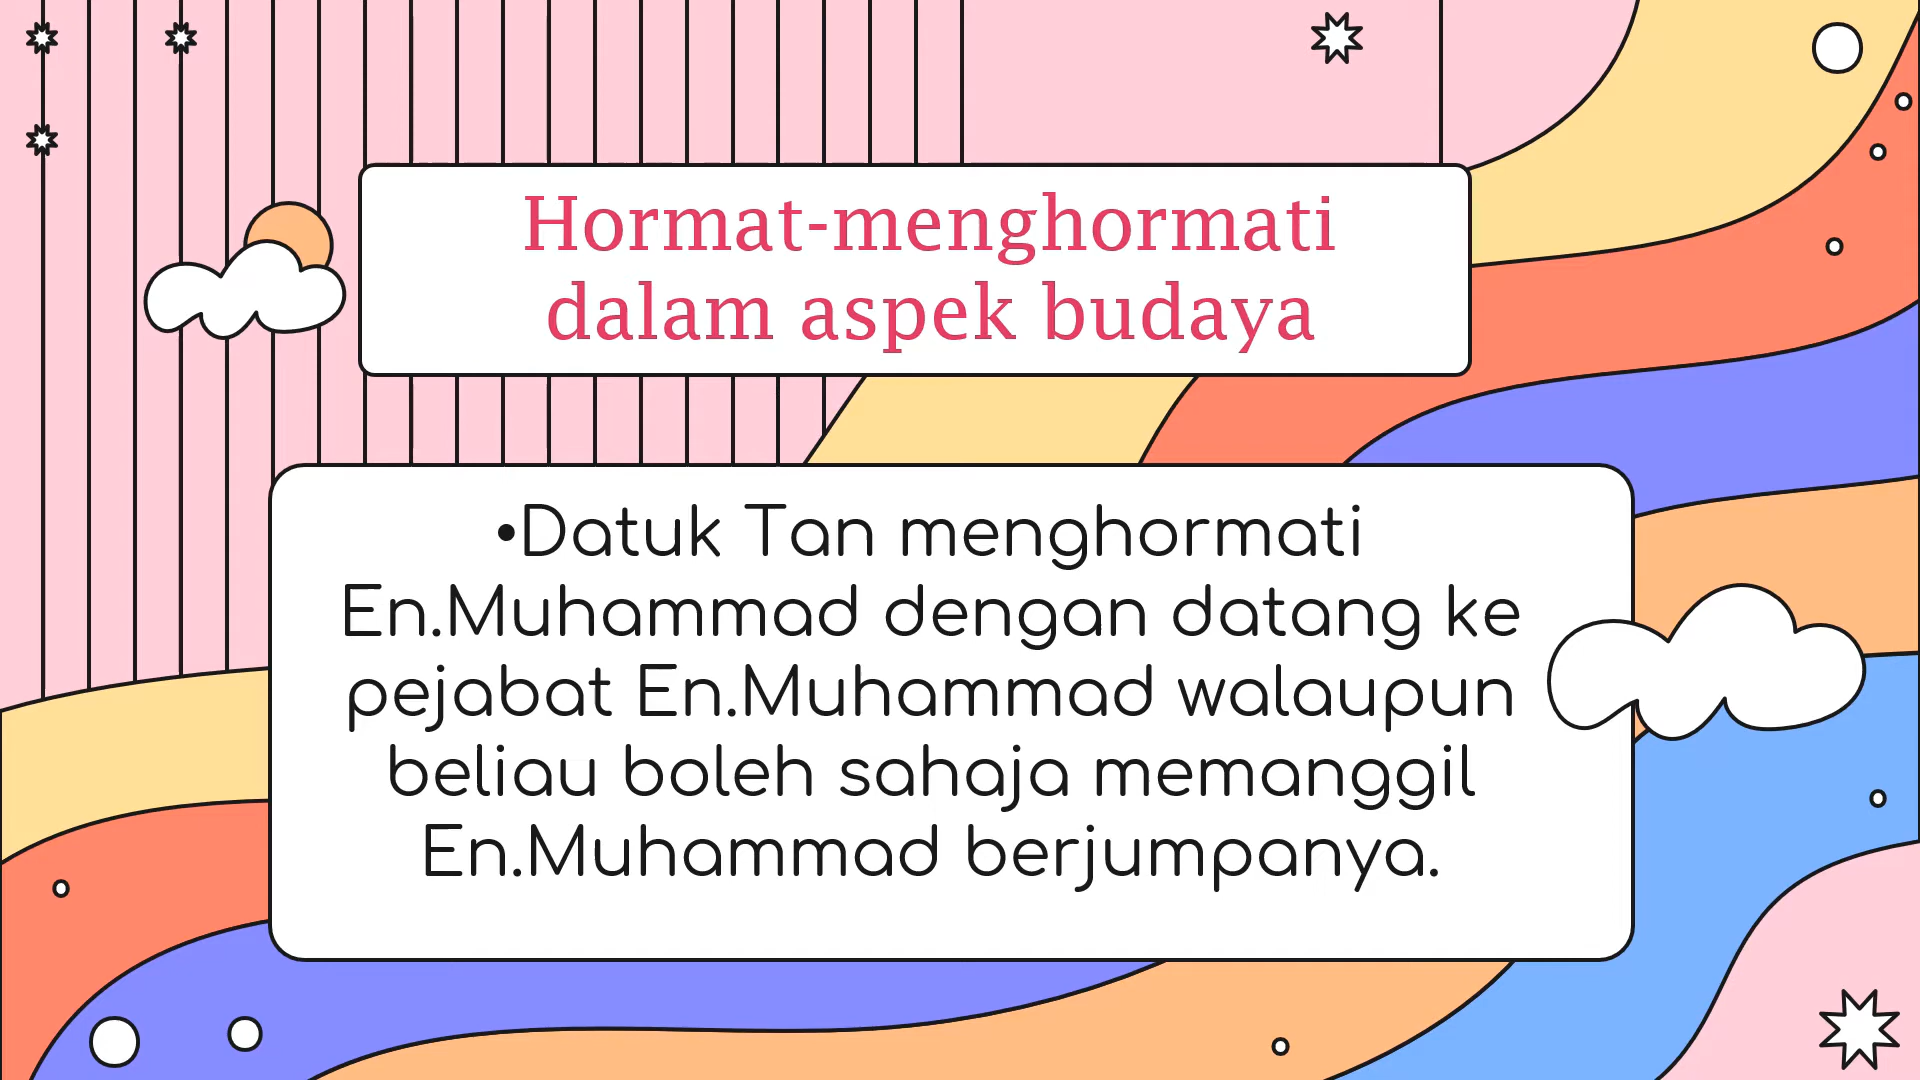 Hormat-menghormati
dalam aspek budaya
•Datuk Tan menghormati
En.Muhammad dengan datang ke
pejabat En.Muhammad walaupun
beliau boleh sahaja memanggil
En.Muhammad berjumpanya.